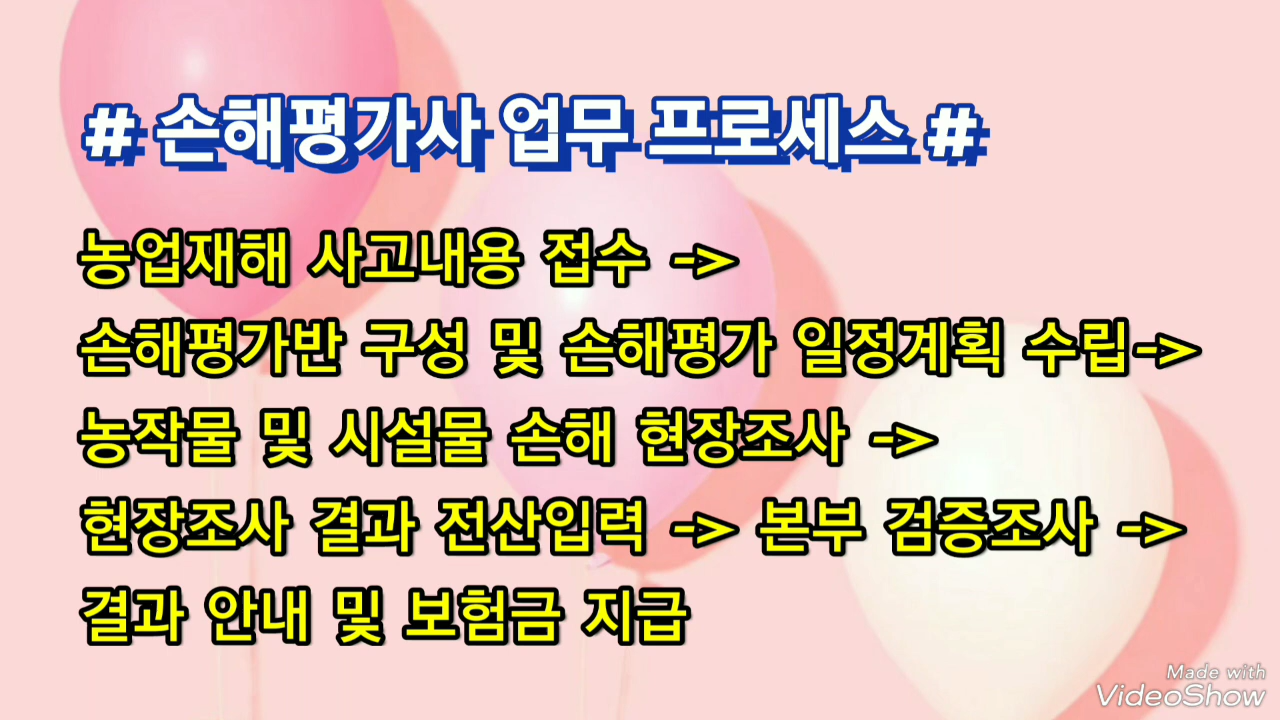 # 손해평가사 업무 프로세스 #
농업재해 사고내용 접수 ->
손해평가반 구성 및 손해평가 일정계획 수립->
농작물 및 시설물 손해 현장조사 ->
현장조사 결과 전산입력 -> 본부 검증조사 ->
결과 안내 및 보험금 지급
Made with
VideoShow